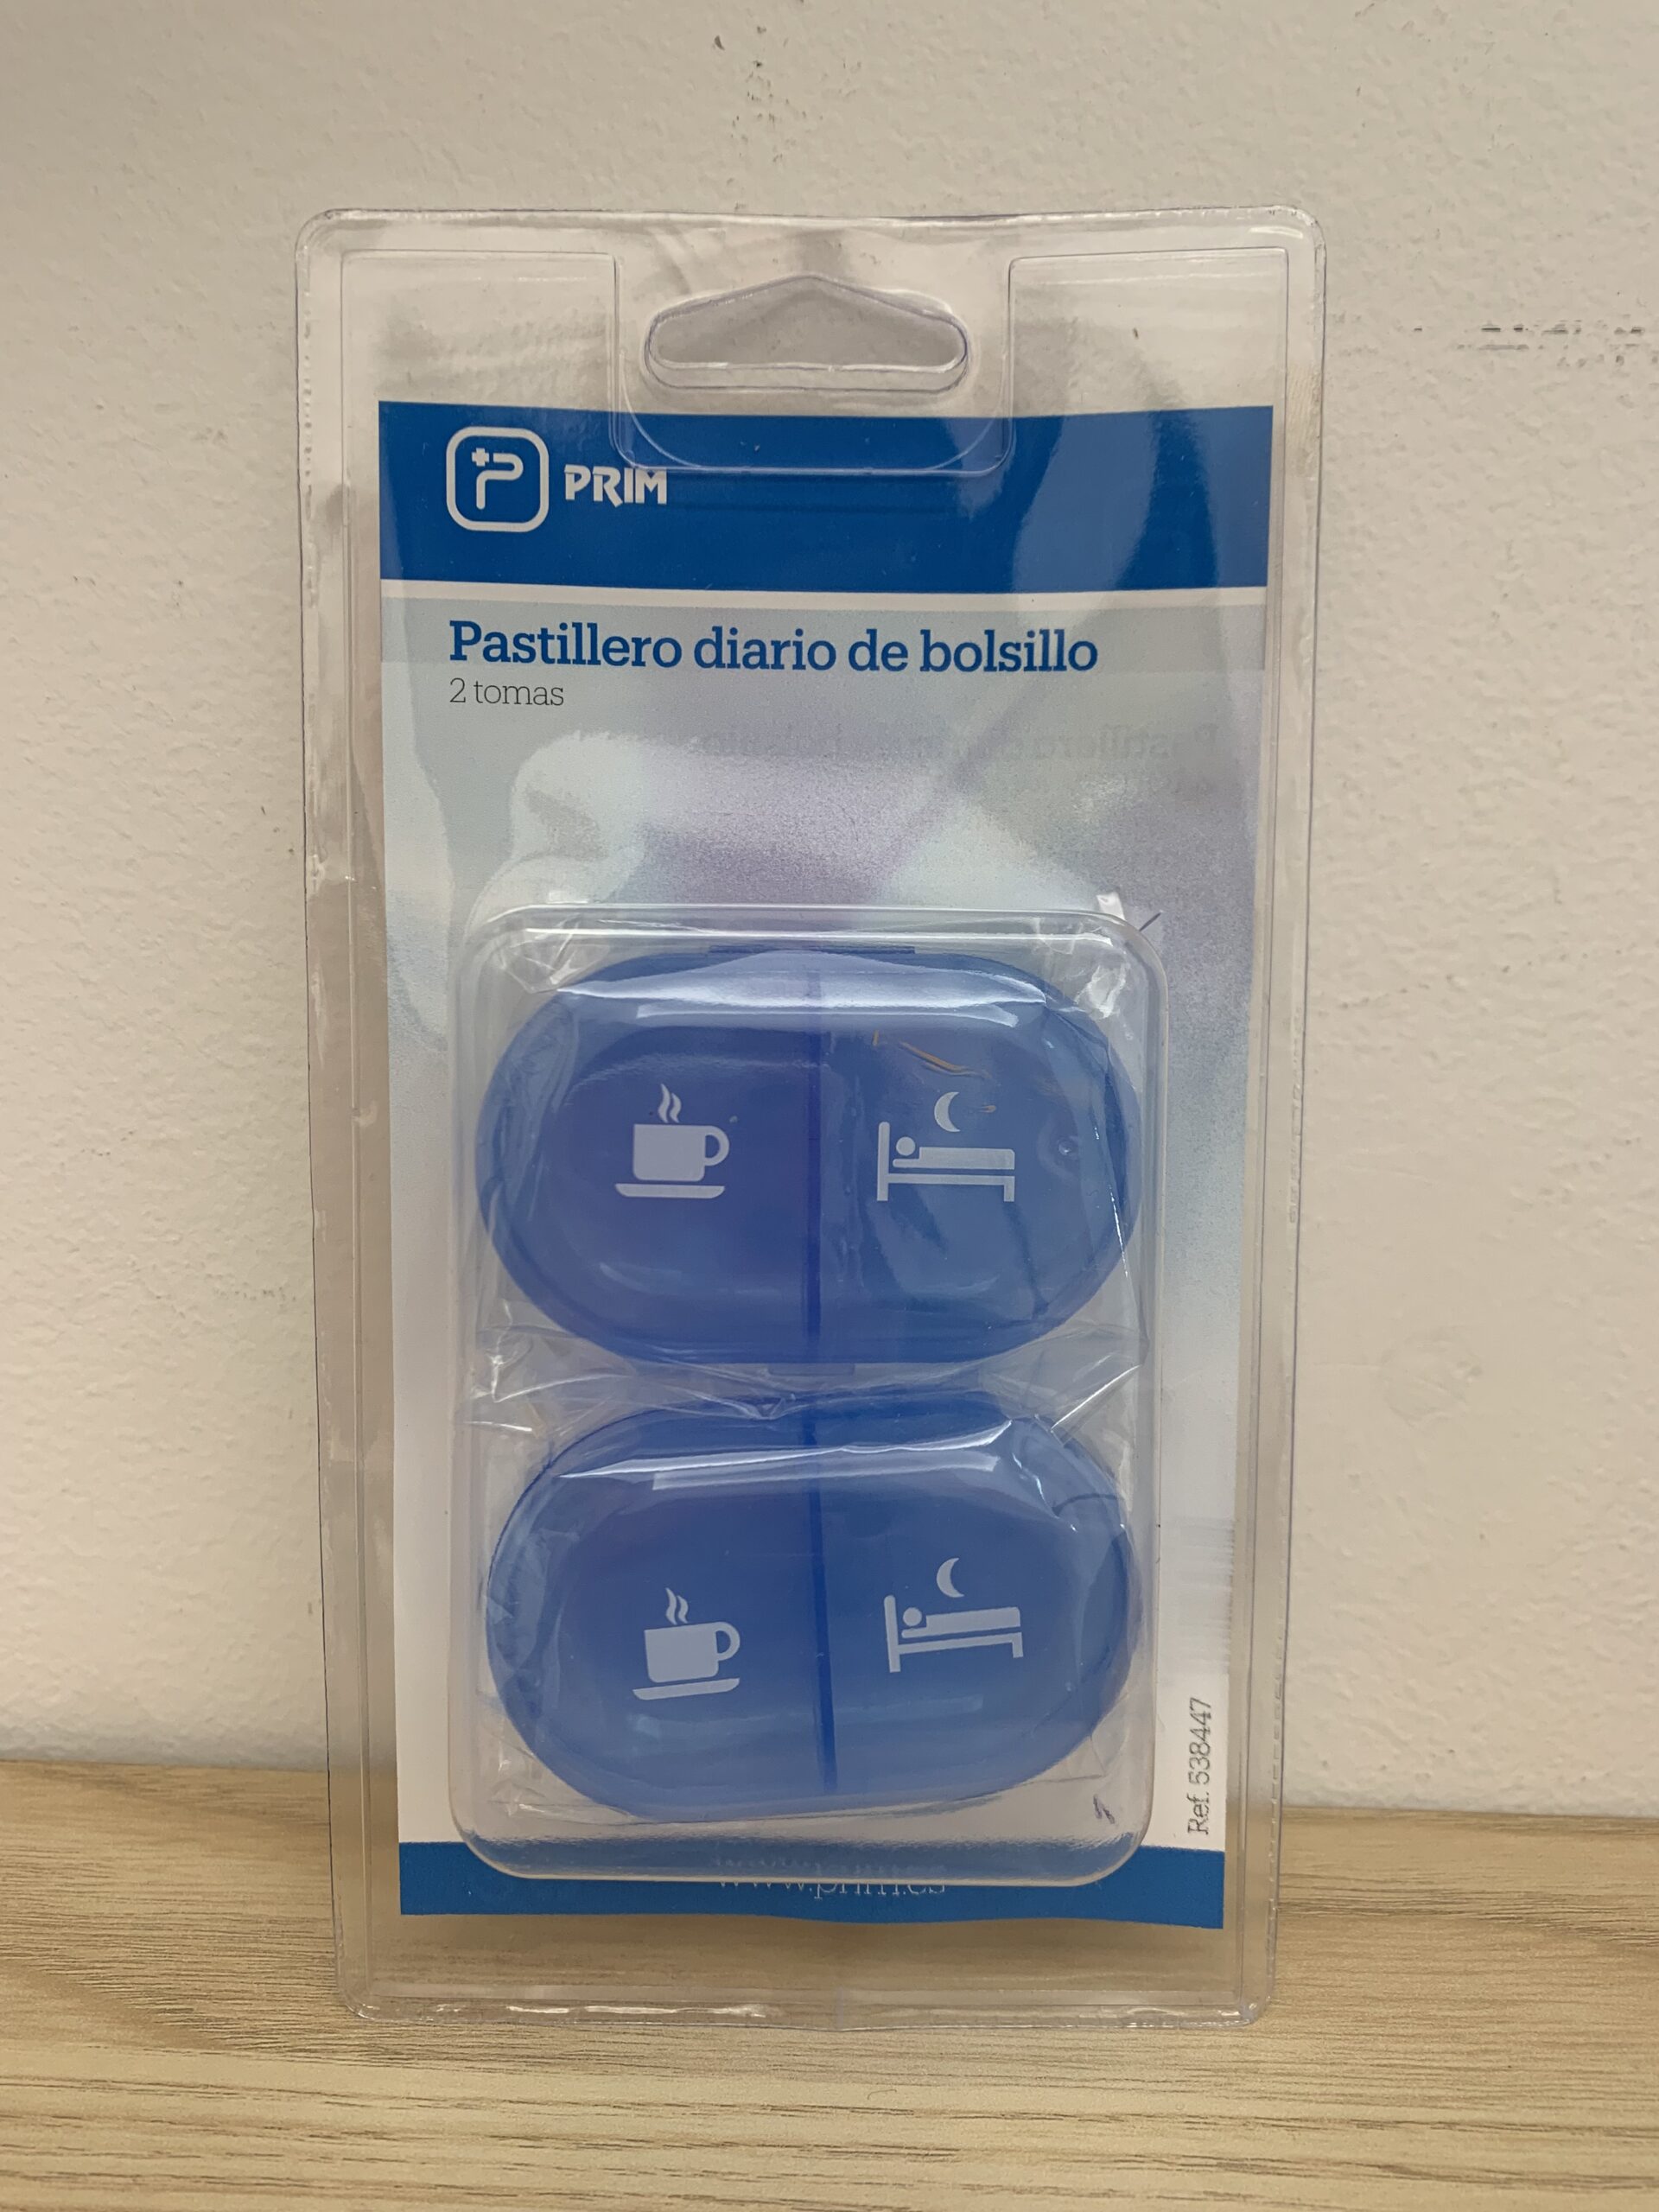 PRIM
Pastillero diario de bolsillo
2 tomas
Ref. 538447
www.prim.es